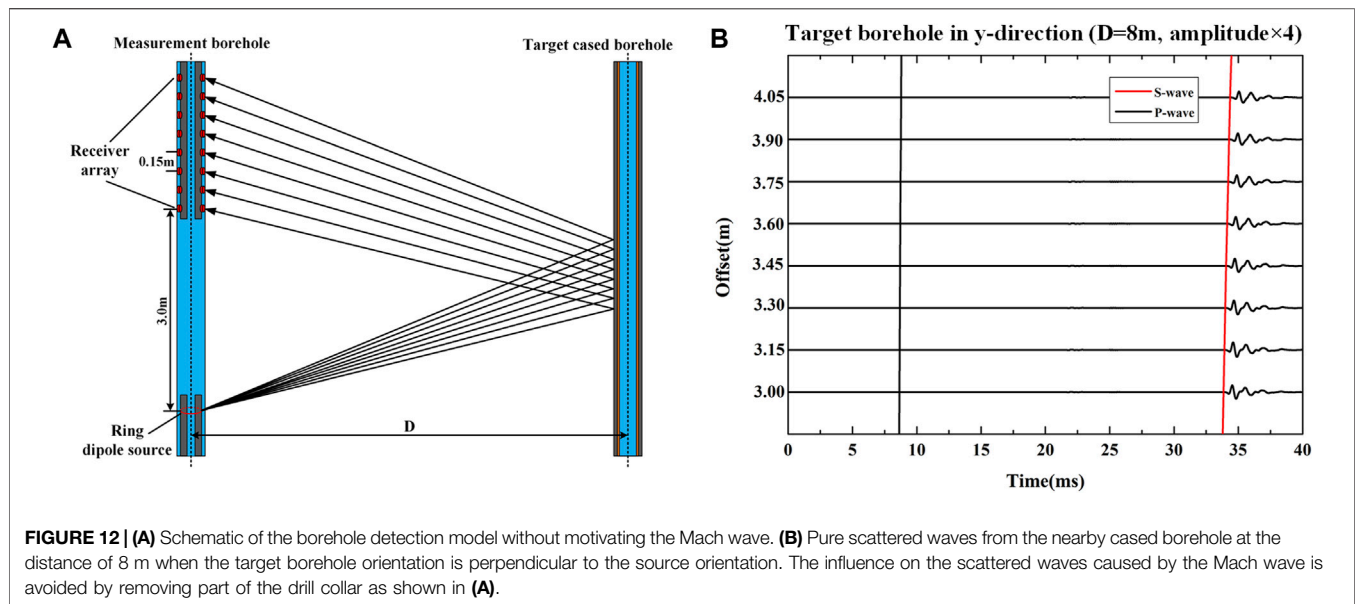 A
Measurement borehole
Target cased borehole
Receiver
array
0.15m
3.0m
Ring
dipole source
D
B
Target borehole in y-direction (D=8m, amplitude×4)
S-wave
P-wave
4.05
3.90
3.75
3.60
3.45
3.30
3.15
3.00
Offset(m)
0 5 10 15 20 25 30 35 40
Time(ms)
FIGURE 12 | (A) Schematic of the borehole detection model without motivating the Mach wave. (B) Pure scattered waves from the nearby cased borehole at the
distance of 8 m when the target borehole orientation is perpendicular to the source orientation. The influence on the scattered waves caused by the Mach wave is
avoided by removing part of the drill collar as shown in (A).